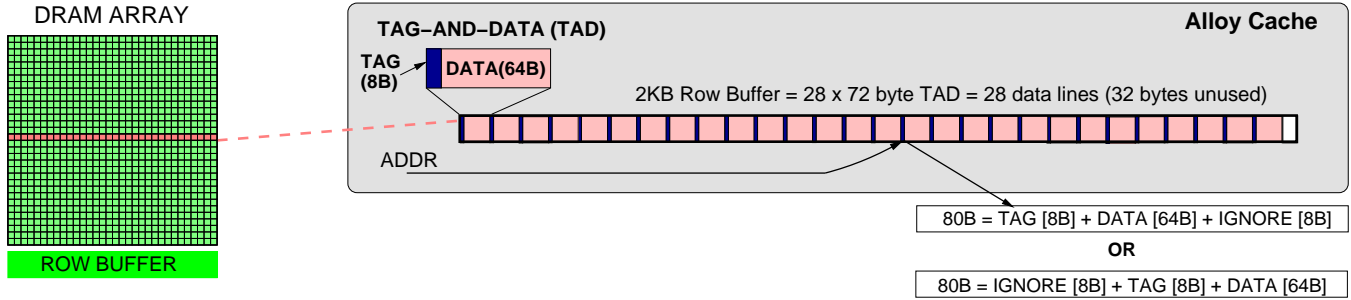 DRAM ARRAY
ROW BUFFER
Alloy Cache
TAG–AND–DATA (TAD)
TAG
(8B)
DATA(64B)
2KB Row Buffer = 28 x 72 byte TAD = 28 data lines (32 bytes unused)
ADDR
80B = TAG [8B] + DATA [64B] + IGNORE [8B]
OR
80B = IGNORE [8B] + TAG [8B] + DATA [64B]